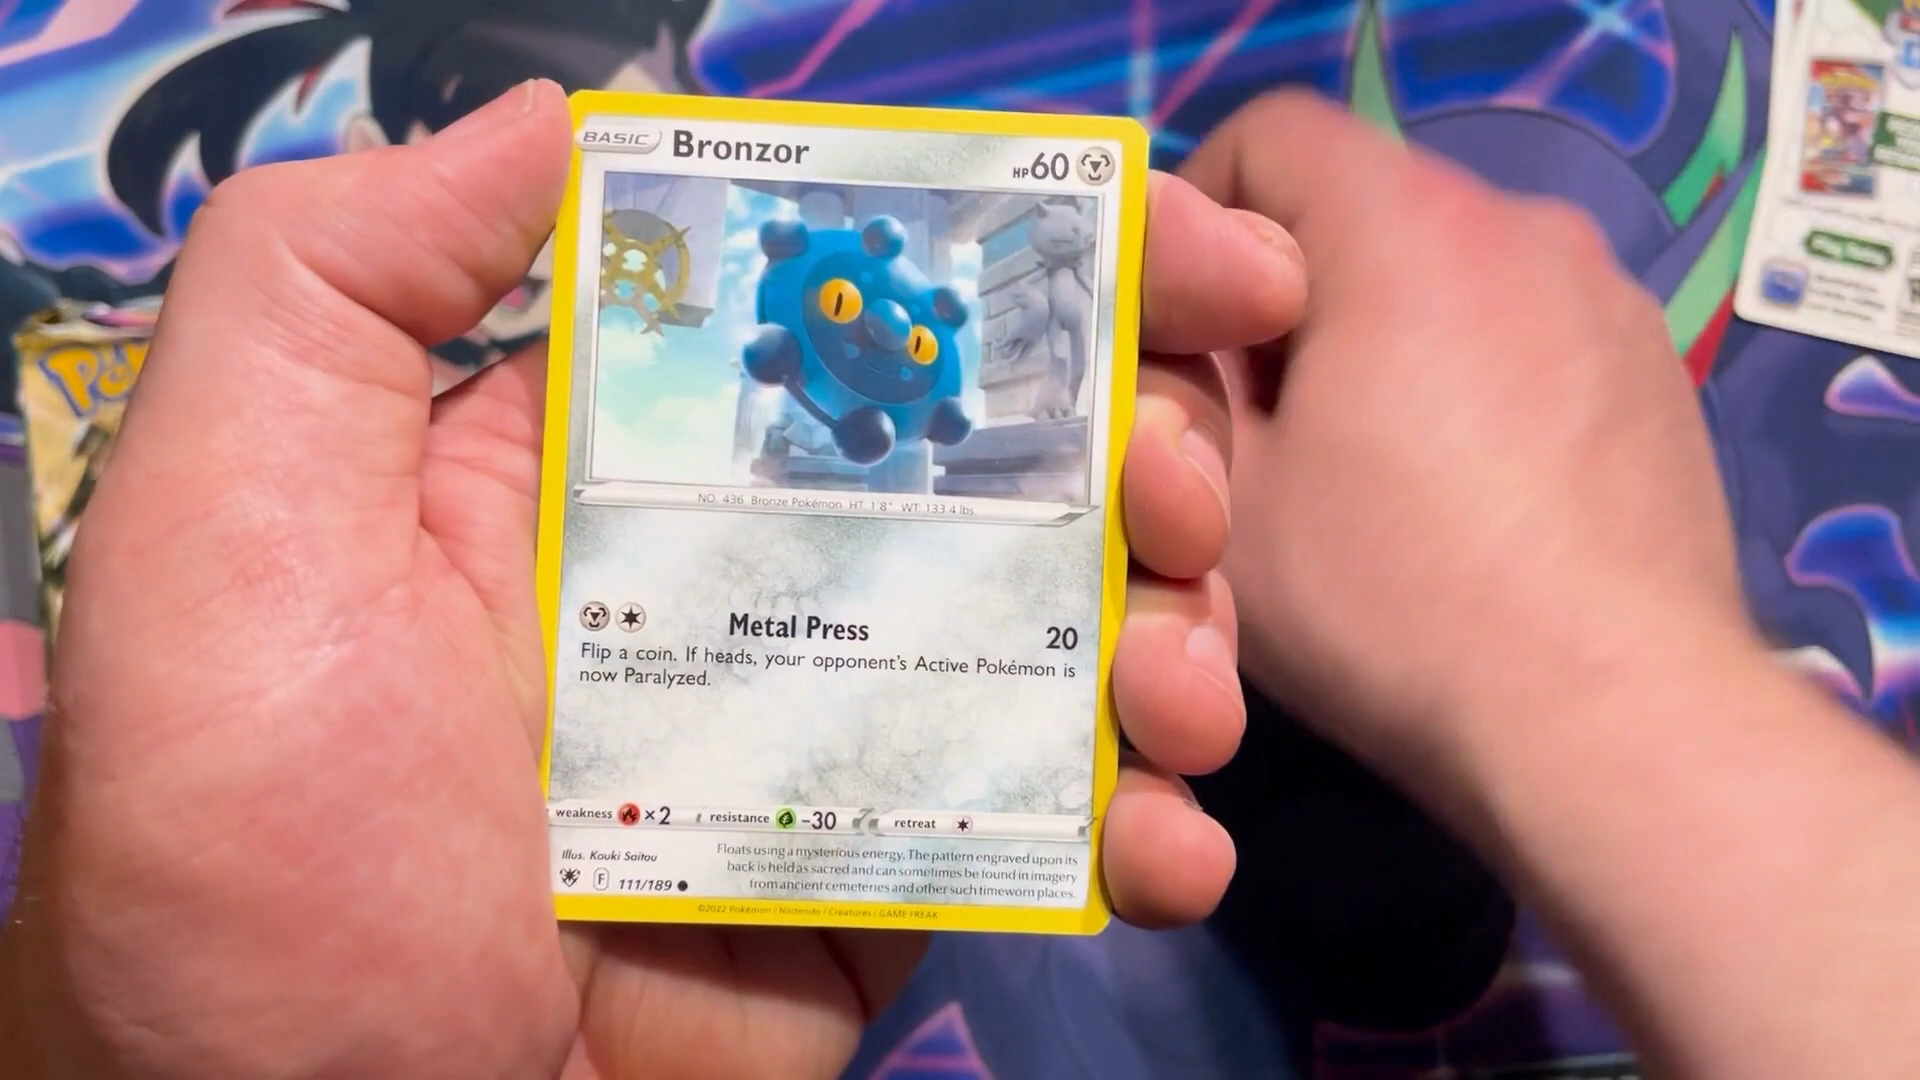 BASIC Bronzor HP60
NO. 436 Bronze Pokémon HT 1'8" WT 133.4 lbs
Metal Press 20
Flip a coin. If heads, your opponent's Active Pokémon is
now Paralyzed.
weakness ×2 resistance -30 retreat
Illus. Kouki Saitou
Floats using a mysterious energy. The pattern engraved upon its
back is held as sacred and can sometimes be found in imagery
from ancient cemeteries and other such timeworn places.
F 111/189
©2022 Pokémon / Nintendo / Creatures / GAME FREAK